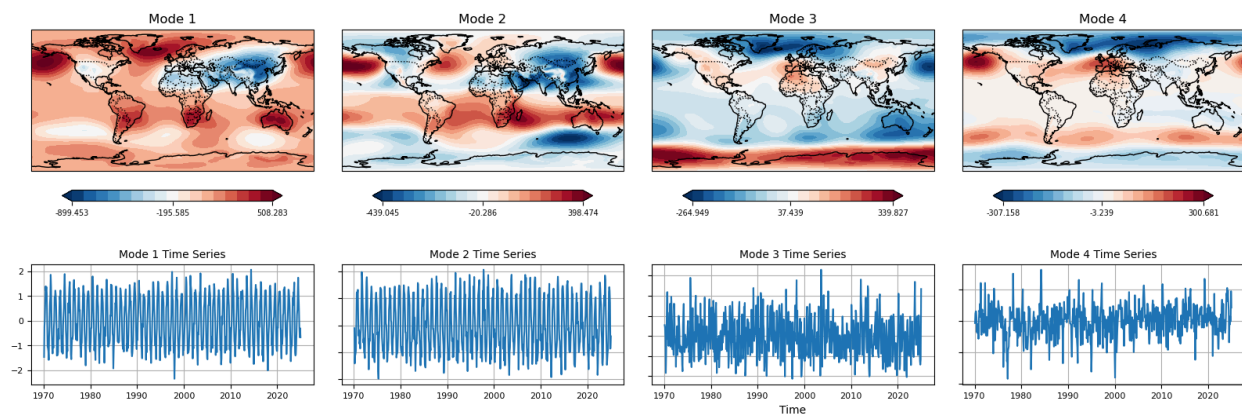 Mode 1
Mode 2
Mode 3
Mode 4
-899.453 -195.585 508.283
-439.045 -20.286 398.474
-264.949 37.439 339.827
-307.158 -3.239 300.681
Mode 1 Time Series
Mode 2 Time Series
Mode 3 Time Series
Mode 4 Time Series
2
1
0
-1
-2
1970 1980 1990 2000 2010 2020
1970 1980 1990 2000 2010 2020
1970 1980 1990 2000 2010 2020
1970 1980 1990 2000 2010 2020
Time